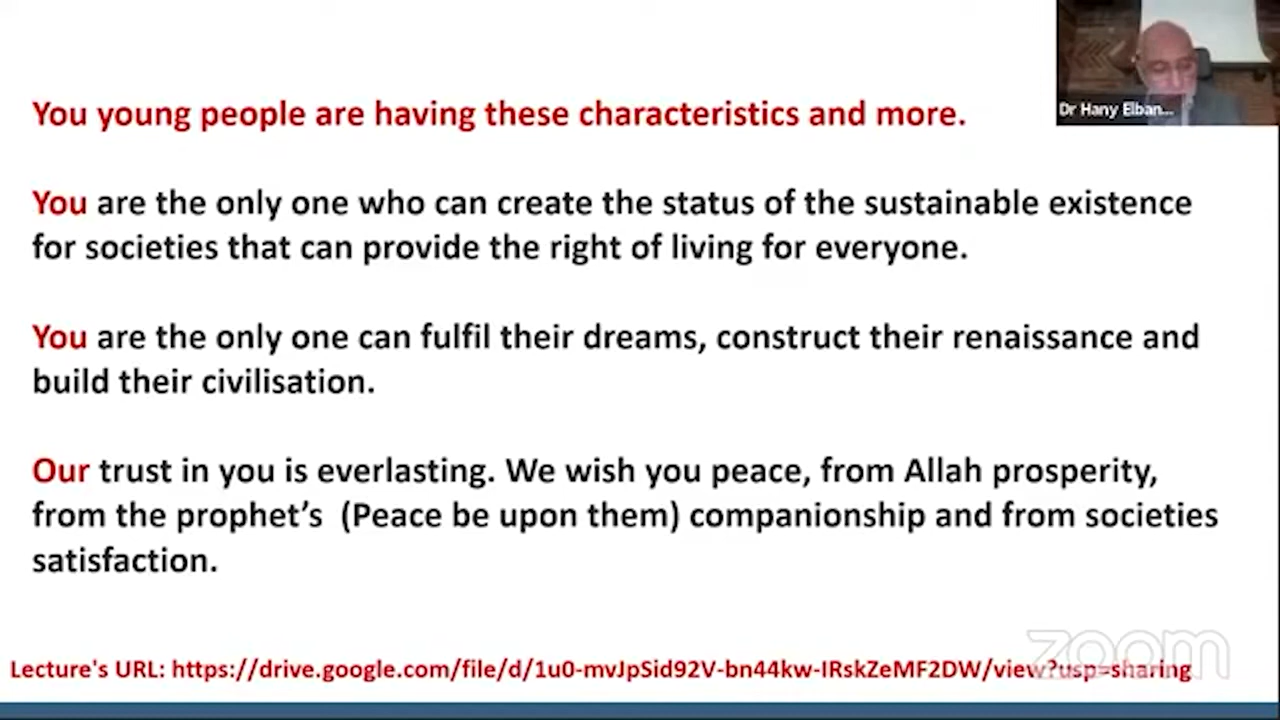 Dr Hany Elban...
You young people are having these characteristics and more.
You are the only one who can create the status of the sustainable existence
for societies that can provide the right of living for everyone.
You are the only one can fulfil their dreams, construct their renaissance and
build their civilisation.
Our trust in you is everlasting. We wish you peace, from Allah prosperity,
from the prophet’s  (Peace be upon them) companionship and from societies
satisfaction.
zoom
Lecture's URL: https://drive.google.com/file/d/1u0-mvJpSid92V-bn44kw-IRskZeMF2DW/view?usp=sharing